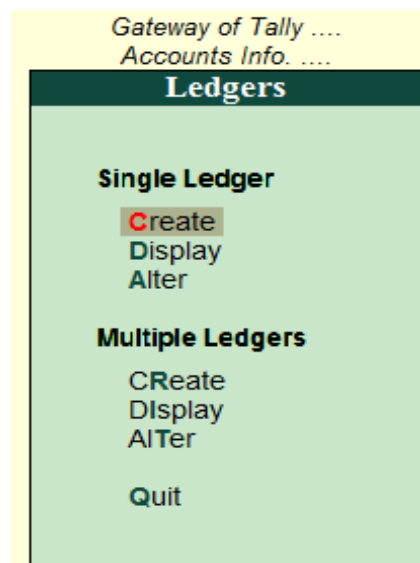 Gateway of Tally ....
Accounts Info. ....
Ledgers
Single Ledger
Create
Display
Alter
Multiple Ledgers
CReate
DIsplay
AlTer
Quit